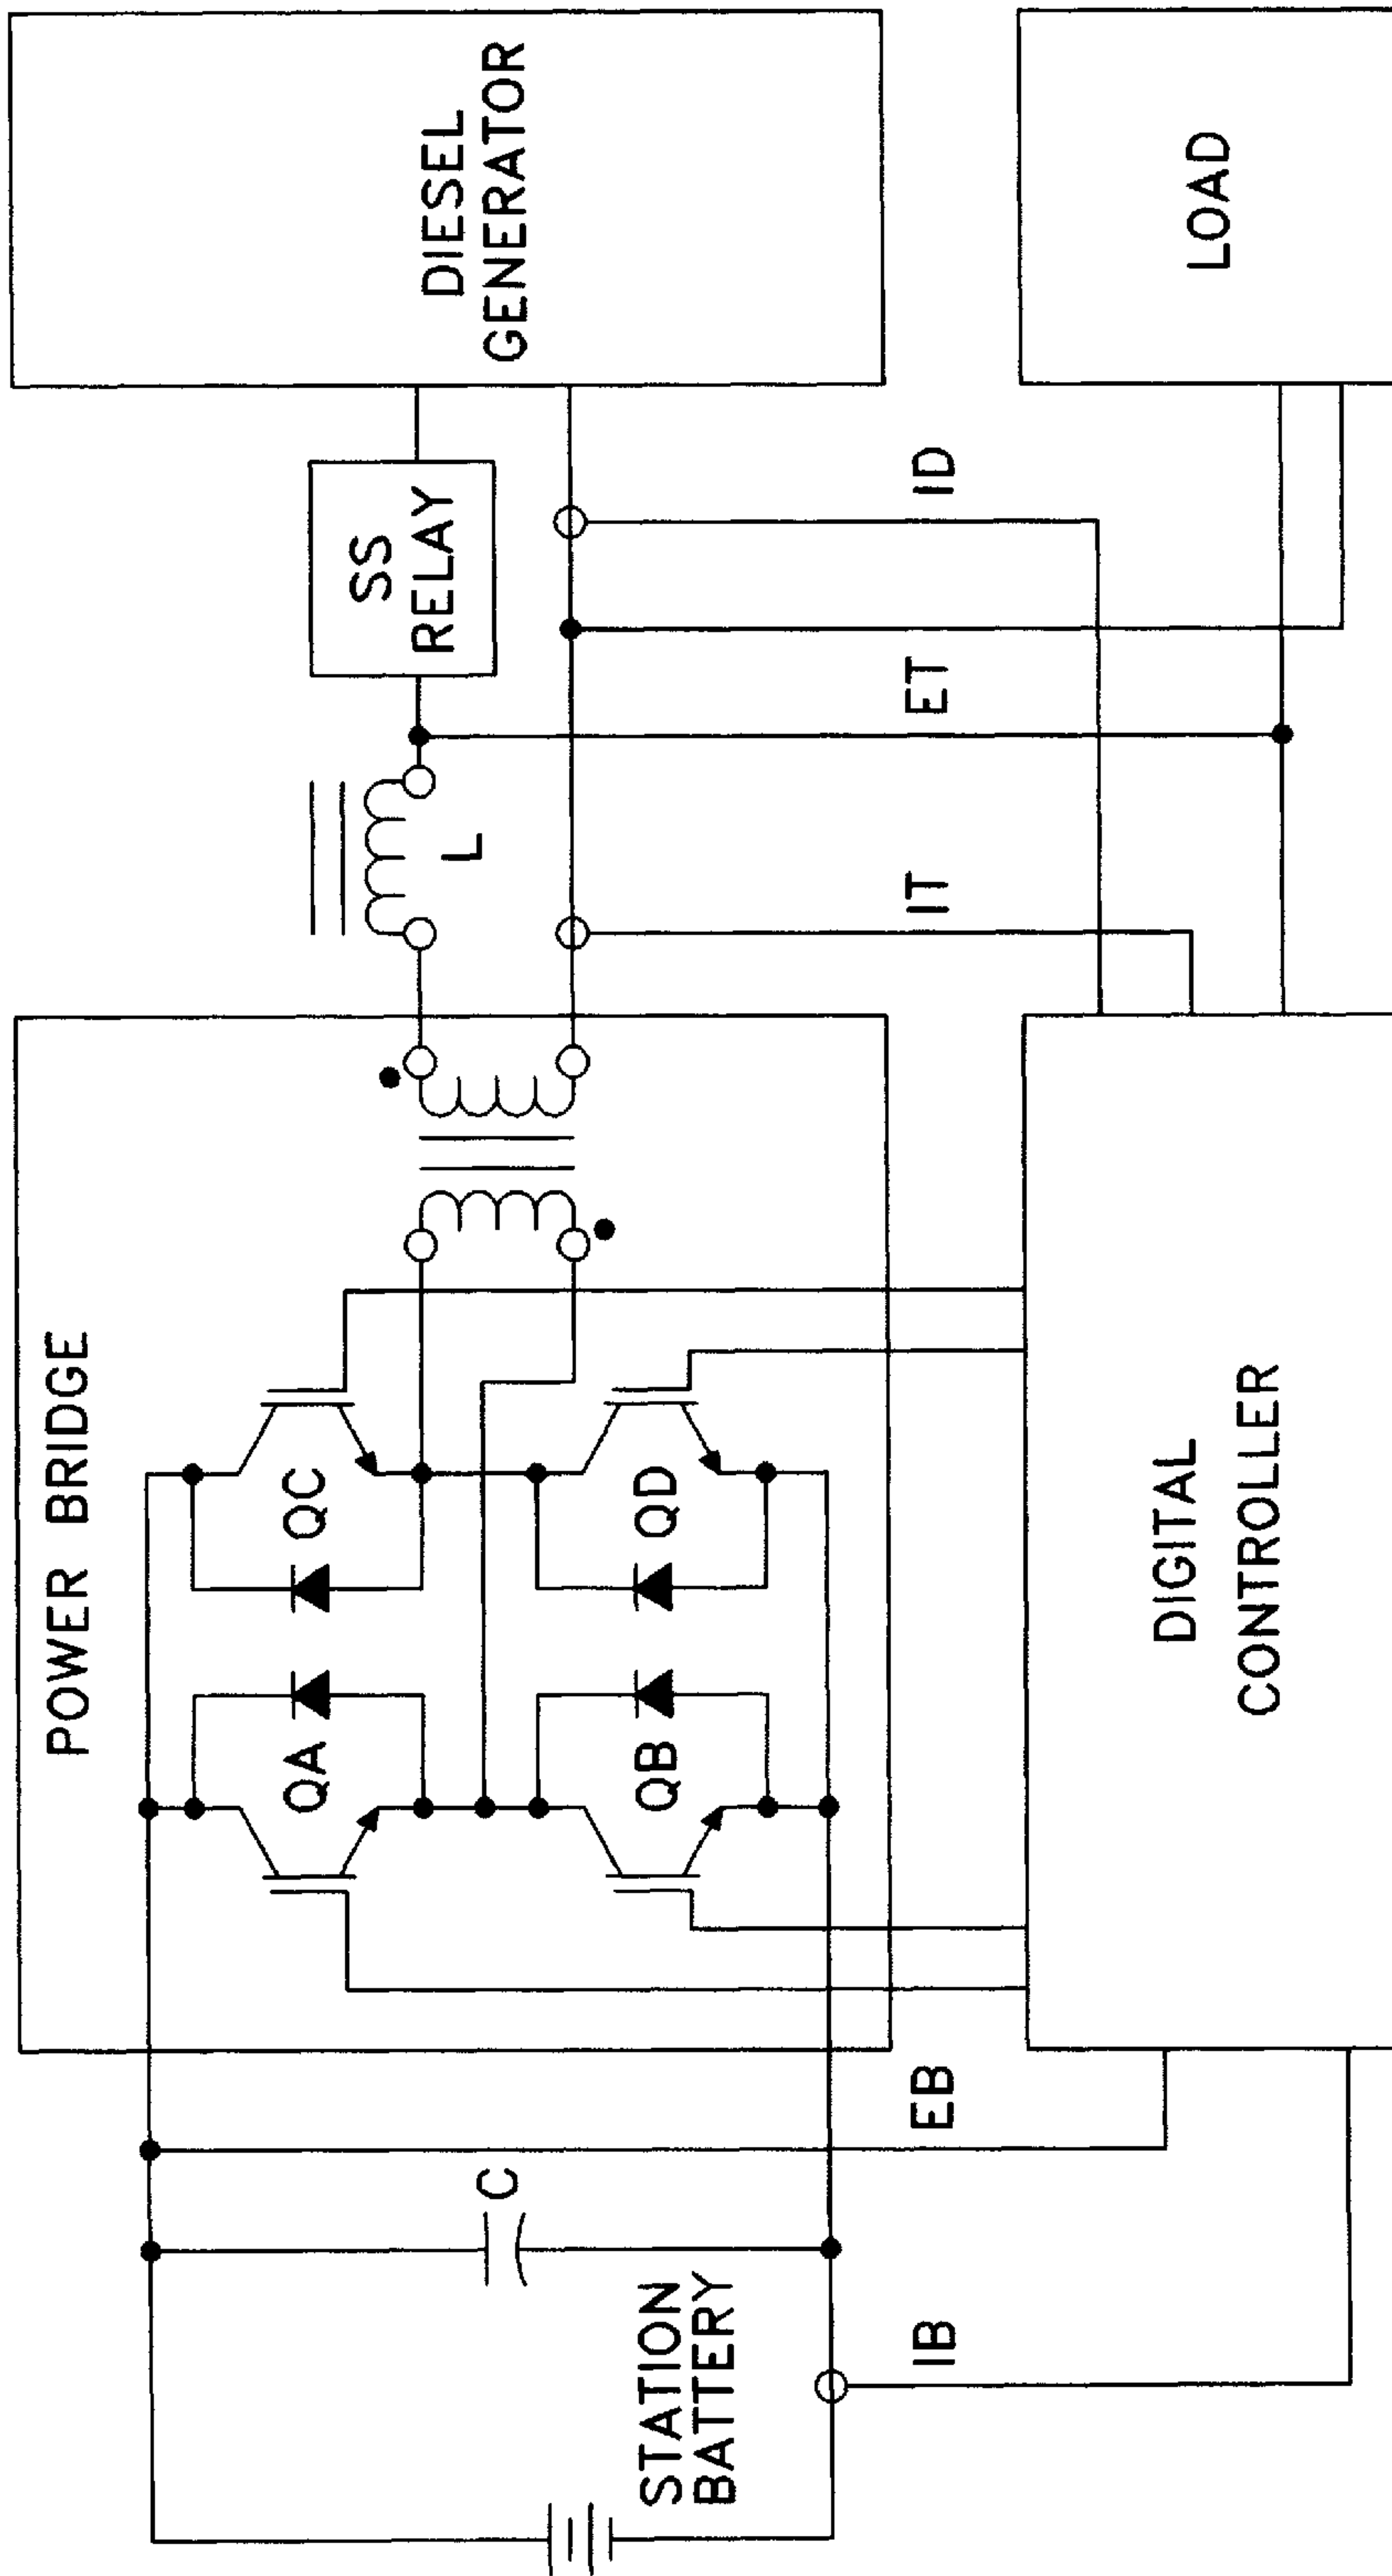 POWER BRIDGE
QA
QC
QB
QD
STATION
BATTERY
C
EB
IB
L
SS
RELAY
DIESEL
GENERATOR
IT
ET
ID
DIGITAL
CONTROLLER
LOAD